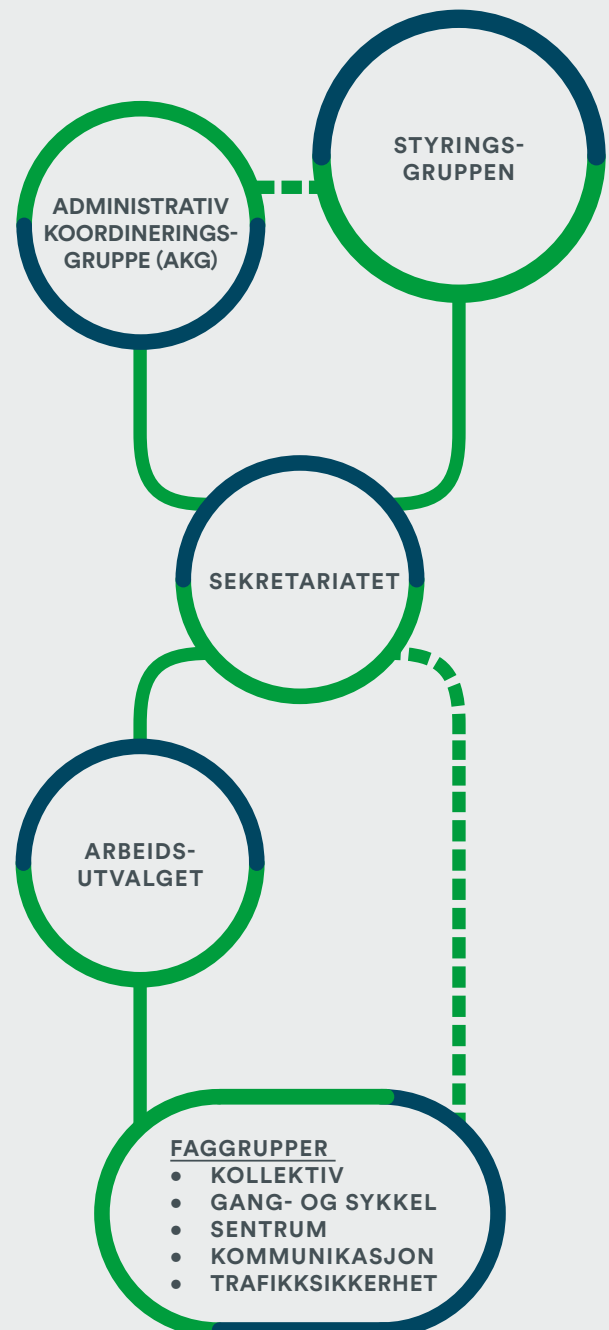 STYRINGS-
GRUPPEN
ADMINISTRATIV
KOORDINERINGS-
GRUPPE (AKG)
SEKRETARIATET
ARBEIDS-
UTVALGET
FAGGRUPPER
• KOLLEKTIV
• GANG- OG SYKKEL
• SENTRUM
• KOMMUNIKASJON
• TRAFIKKSIKKERHET